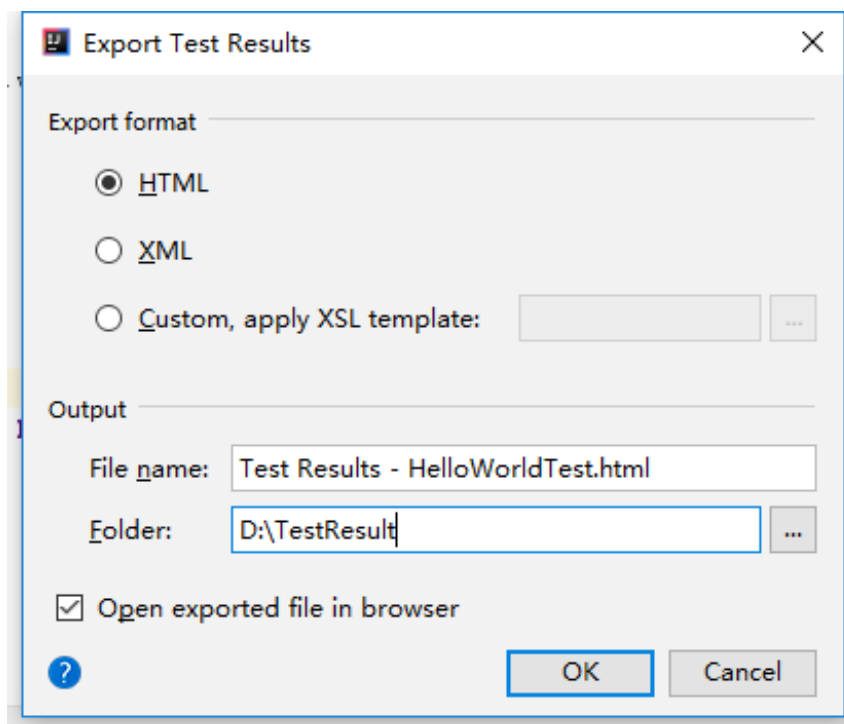 Export Test Results
Export format
HTML
XML
Custom, apply XSL template:
...
Output
File name: Test Results - HelloWorldTest.html
Folder: D:\TestResult ...
Open exported file in browser
? OK Cancel